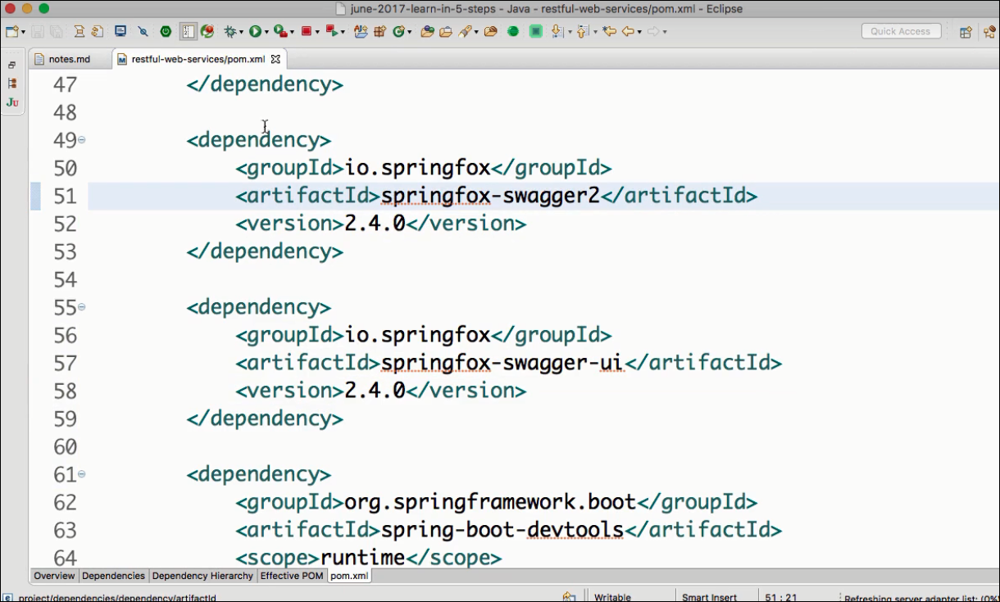 june-2017-learn-in-5-steps - Java - restful-web-services/pom.xml - Eclipse
Quick Access
notes.md
restful-web-services/pom.xml
Ju
47 </dependency>
48
49 <dependency>
50 <groupId>io.springfox</groupId>
51 <artifactId>springfox-swagger2</artifactId>
52 <version>2.4.0</version>
53 </dependency>
54
55 <dependency>
56 <groupId>io.springfox</groupId>
57 <artifactId>springfox-swagger-ui</artifactId>
58 <version>2.4.0</version>
59 </dependency>
60
61 <dependency>
62 <groupId>org.springframework.boot</groupId>
63 <artifactId>spring-boot-devtools</artifactId>
64 <scope>runtime</scope>
Overview Dependencies Dependency Hierarchy Effective POM pom.xml
project/dependencies/dependency/artifactId Writable Smart Insert 51 : 21 Refreshing server adapter list: (0%)